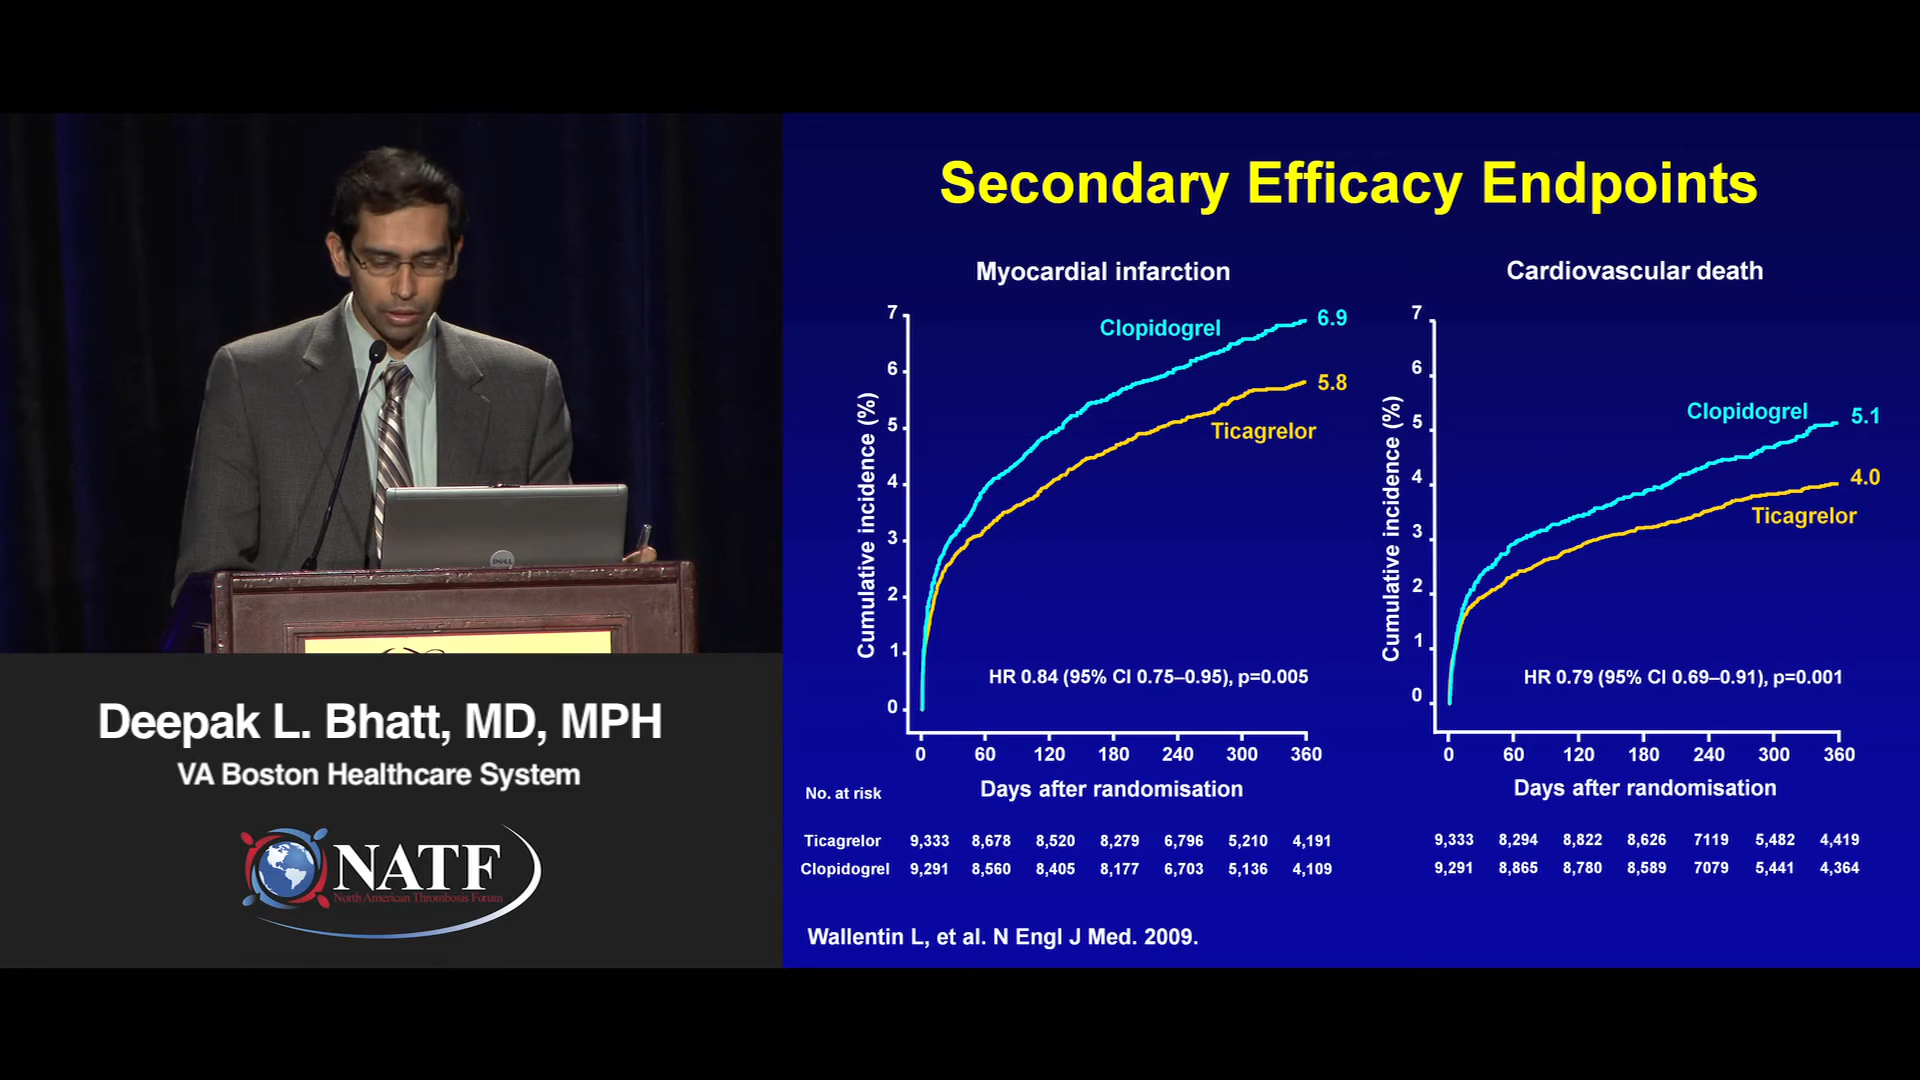 Secondary Efficacy Endpoints
Myocardial infarction
Cumulative incidence (%)
7
6
5
4
3
2
1
0
Clopidogrel
6.9
5.8
Ticagrelor
HR 0.84 (95% CI 0.75–0.95), p=0.005
0 60 120 180 240 300 360
Days after randomisation
Cardiovascular death
Cumulative incidence (%)
7
6
5
4
3
2
1
0
Clopidogrel
5.1
4.0
Ticagrelor
HR 0.79 (95% CI 0.69–0.91), p=0.001
0 60 120 180 240 300 360
Days after randomisation
No. at risk
Ticagrelor 9,333 8,678 8,520 8,279 6,796 5,210 4,191 9,333 8,294 8,822 8,626 7119 5,482 4,419
Clopidogrel 9,291 8,560 8,405 8,177 6,703 5,136 4,109 9,291 8,865 8,780 8,589 7079 5,441 4,364
Wallentin L, et al. N Engl J Med. 2009.
DELL
Deepak L. Bhatt, MD, MPH
VA Boston Healthcare System
NATF
North American Thrombosis Forum